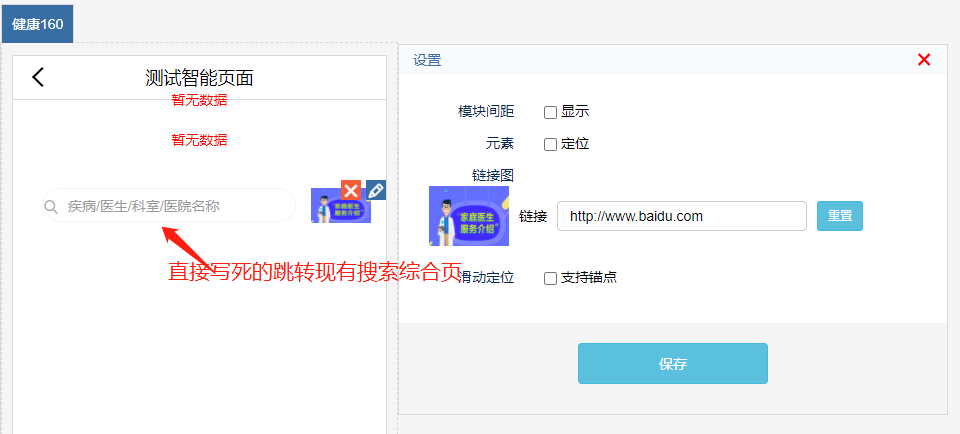 健康160
测试智能页面
暂无数据
暂无数据
疾病/医生/科室/医院名称
家庭医生
服务介绍
直接写死的跳转现有搜索综合页
设置
模块间距
显示
元素
定位
链接图
"家庭医生
服务介绍"
链接
http://www.baidu.com
重置
滑动定位
支持锚点
保存